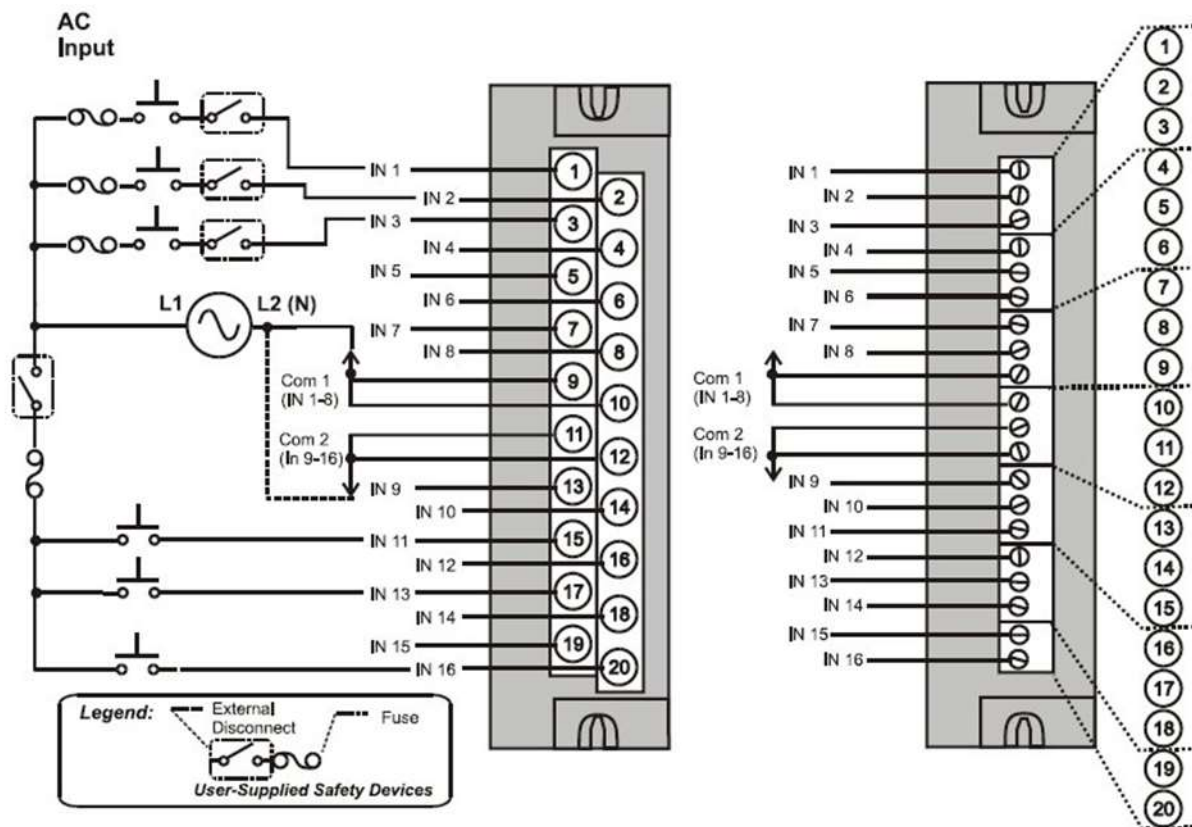 AC
Input
L1
L2 (N)
IN 1
IN 2
IN 3
IN 4
IN 5
IN 6
IN 7
IN 8
Com 1
(IN 1-8)
Com 2
(In 9-16)
IN 9
IN 10
IN 11
IN 12
IN 13
IN 14
IN 15
IN 16
1
2
3
4
5
6
7
8
9
10
11
12
13
14
15
16
17
18
19
20
Legend:
External
Disconnect
Fuse
User-Supplied Safety Devices
IN 1
IN 2
IN 3
IN 4
IN 5
IN 6
IN 7
IN 8
Com 1
(IN 1-8)
Com 2
(In 9-16)
IN 9
IN 10
IN 11
IN 12
IN 13
IN 14
IN 15
IN 16
1
2
3
4
5
6
7
8
9
10
11
12
13
14
15
16
17
18
19
20